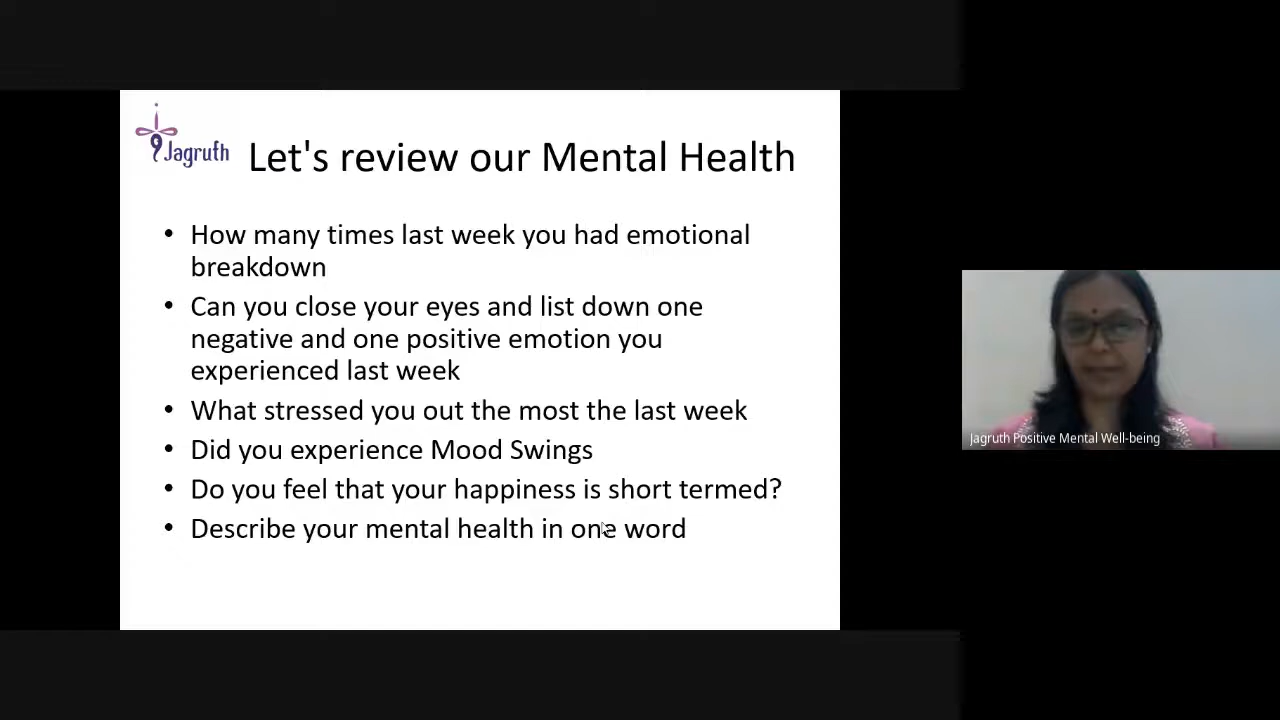 Jagruth
Let's review our Mental Health
• How many times last week you had emotional
breakdown
• Can you close your eyes and list down one
negative and one positive emotion you
experienced last week
• What stressed you out the most the last week
• Did you experience Mood Swings
• Do you feel that your happiness is short termed?
• Describe your mental health in one word
Jagruth Positive Mental Well-being